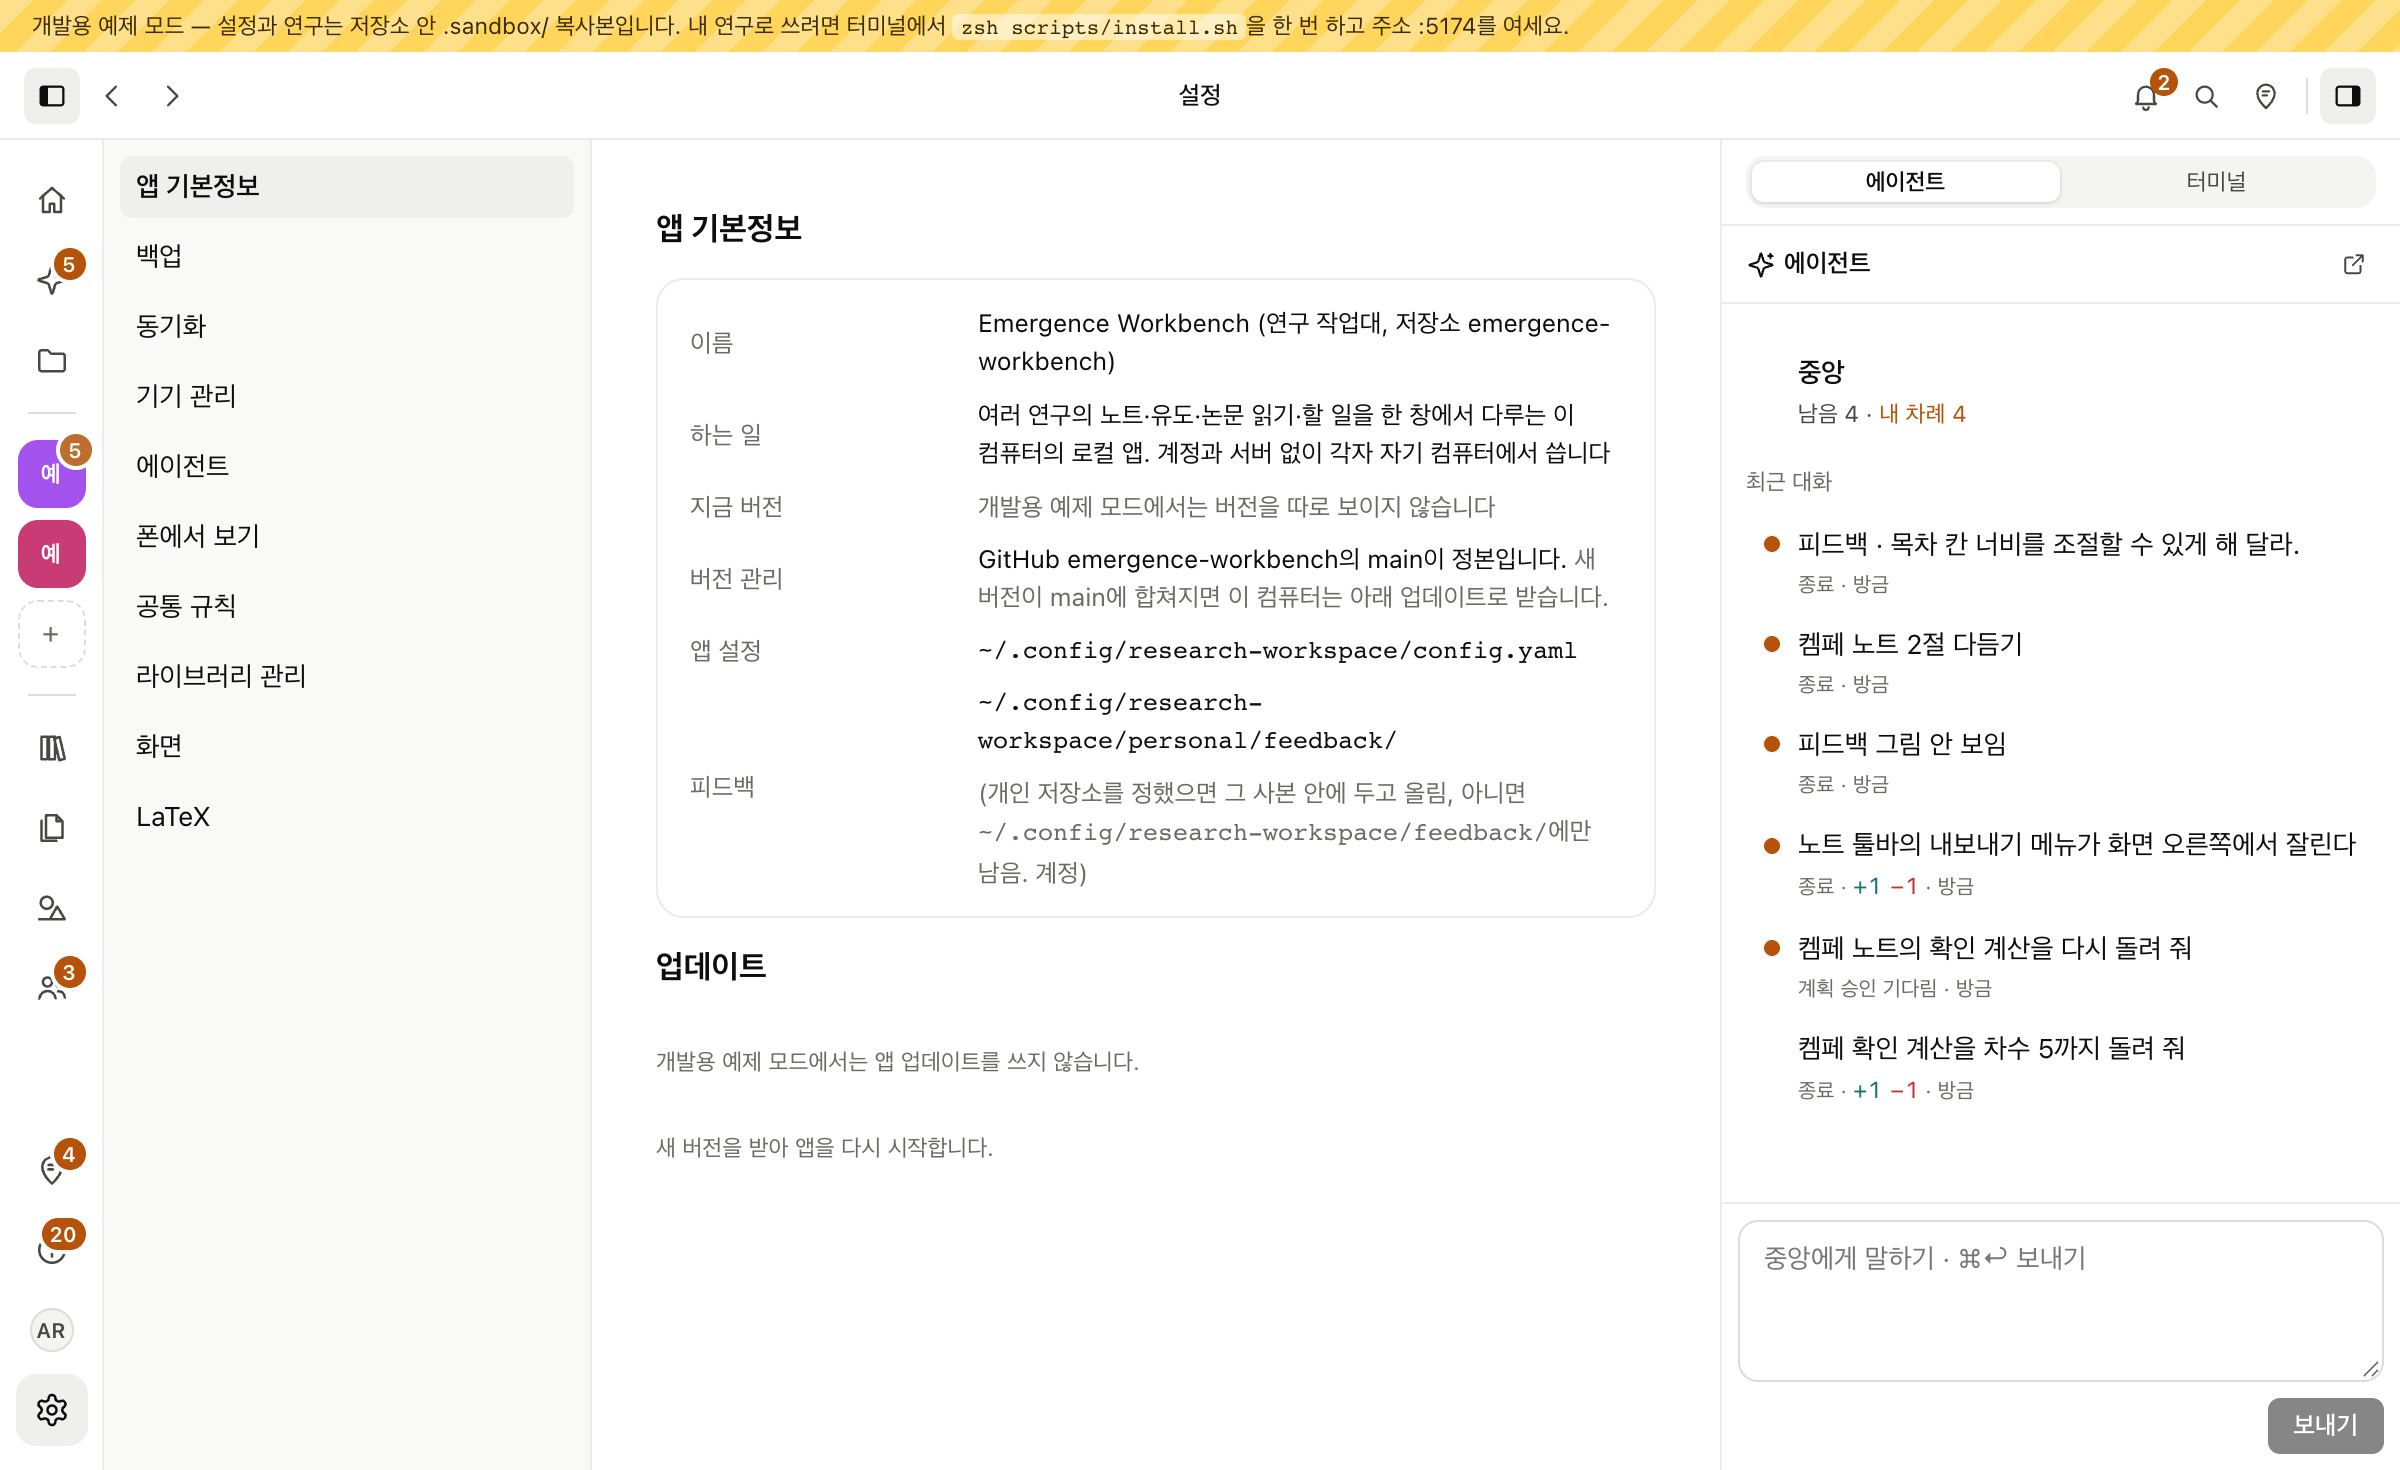 개발용 예제 모드 — 설정과 연구는 저장소 안 .sandbox/ 복사본입니다. 내 연구로 쓰려면 터미널에서 zsh scripts/install.sh을 한 번 하고 주소 :5174를 여세요.
설정
2
5
예
5
예
+
3
4
20
AR
앱 기본정보
백업
동기화
기기 관리
에이전트
폰에서 보기
공통 규칙
라이브러리 관리
화면
LaTeX
앱 기본정보
이름
Emergence Workbench (연구 작업대, 저장소 emergence-
workbench)
하는 일
여러 연구의 노트·유도·논문 읽기·할 일을 한 창에서 다루는 이
컴퓨터의 로컬 앱. 계정과 서버 없이 각자 자기 컴퓨터에서 씁니다
지금 버전
개발용 예제 모드에서는 버전을 따로 보이지 않습니다
버전 관리
GitHub emergence-workbench의 main이 정본입니다. 새
버전이 main에 합쳐지면 이 컴퓨터는 아래 업데이트로 받습니다.
앱 설정
~/.config/research-workspace/config.yaml
피드백
~/.config/research-
workspace/personal/feedback/
(개인 저장소를 정했으면 그 사본 안에 두고 올림, 아니면
~/.config/research-workspace/feedback/에만
남음. 계정)
업데이트
개발용 예제 모드에서는 앱 업데이트를 쓰지 않습니다.
새 버전을 받아 앱을 다시 시작합니다.
에이전트
터미널
에이전트
중앙
남음 4 · 내 차례 4
최근 대화
피드백 · 목차 칸 너비를 조절할 수 있게 해 달라.
종료 · 방금
켐페 노트 2절 다듬기
종료 · 방금
피드백 그림 안 보임
종료 · 방금
노트 툴바의 내보내기 메뉴가 화면 오른쪽에서 잘린다
종료 · +1 −1 · 방금
켐페 노트의 확인 계산을 다시 돌려 줘
계획 승인 기다림 · 방금
켐페 확인 계산을 차수 5까지 돌려 줘
종료 · +1 −1 · 방금
중앙에게 말하기 · ⌘↩ 보내기
보내기